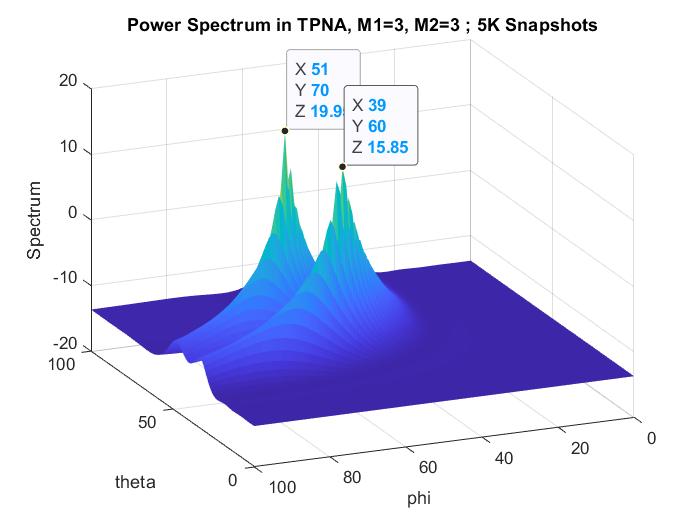 Power Spectrum in TPNA, M1=3, M2=3 ; 5K Snapshots
X 51
Y 70
Z 19.9
X 39
Y 60
Z 15.85
20
10
0
-10
-20
Spectrum
100
50
0
theta
100
80
60
40
20
0
phi